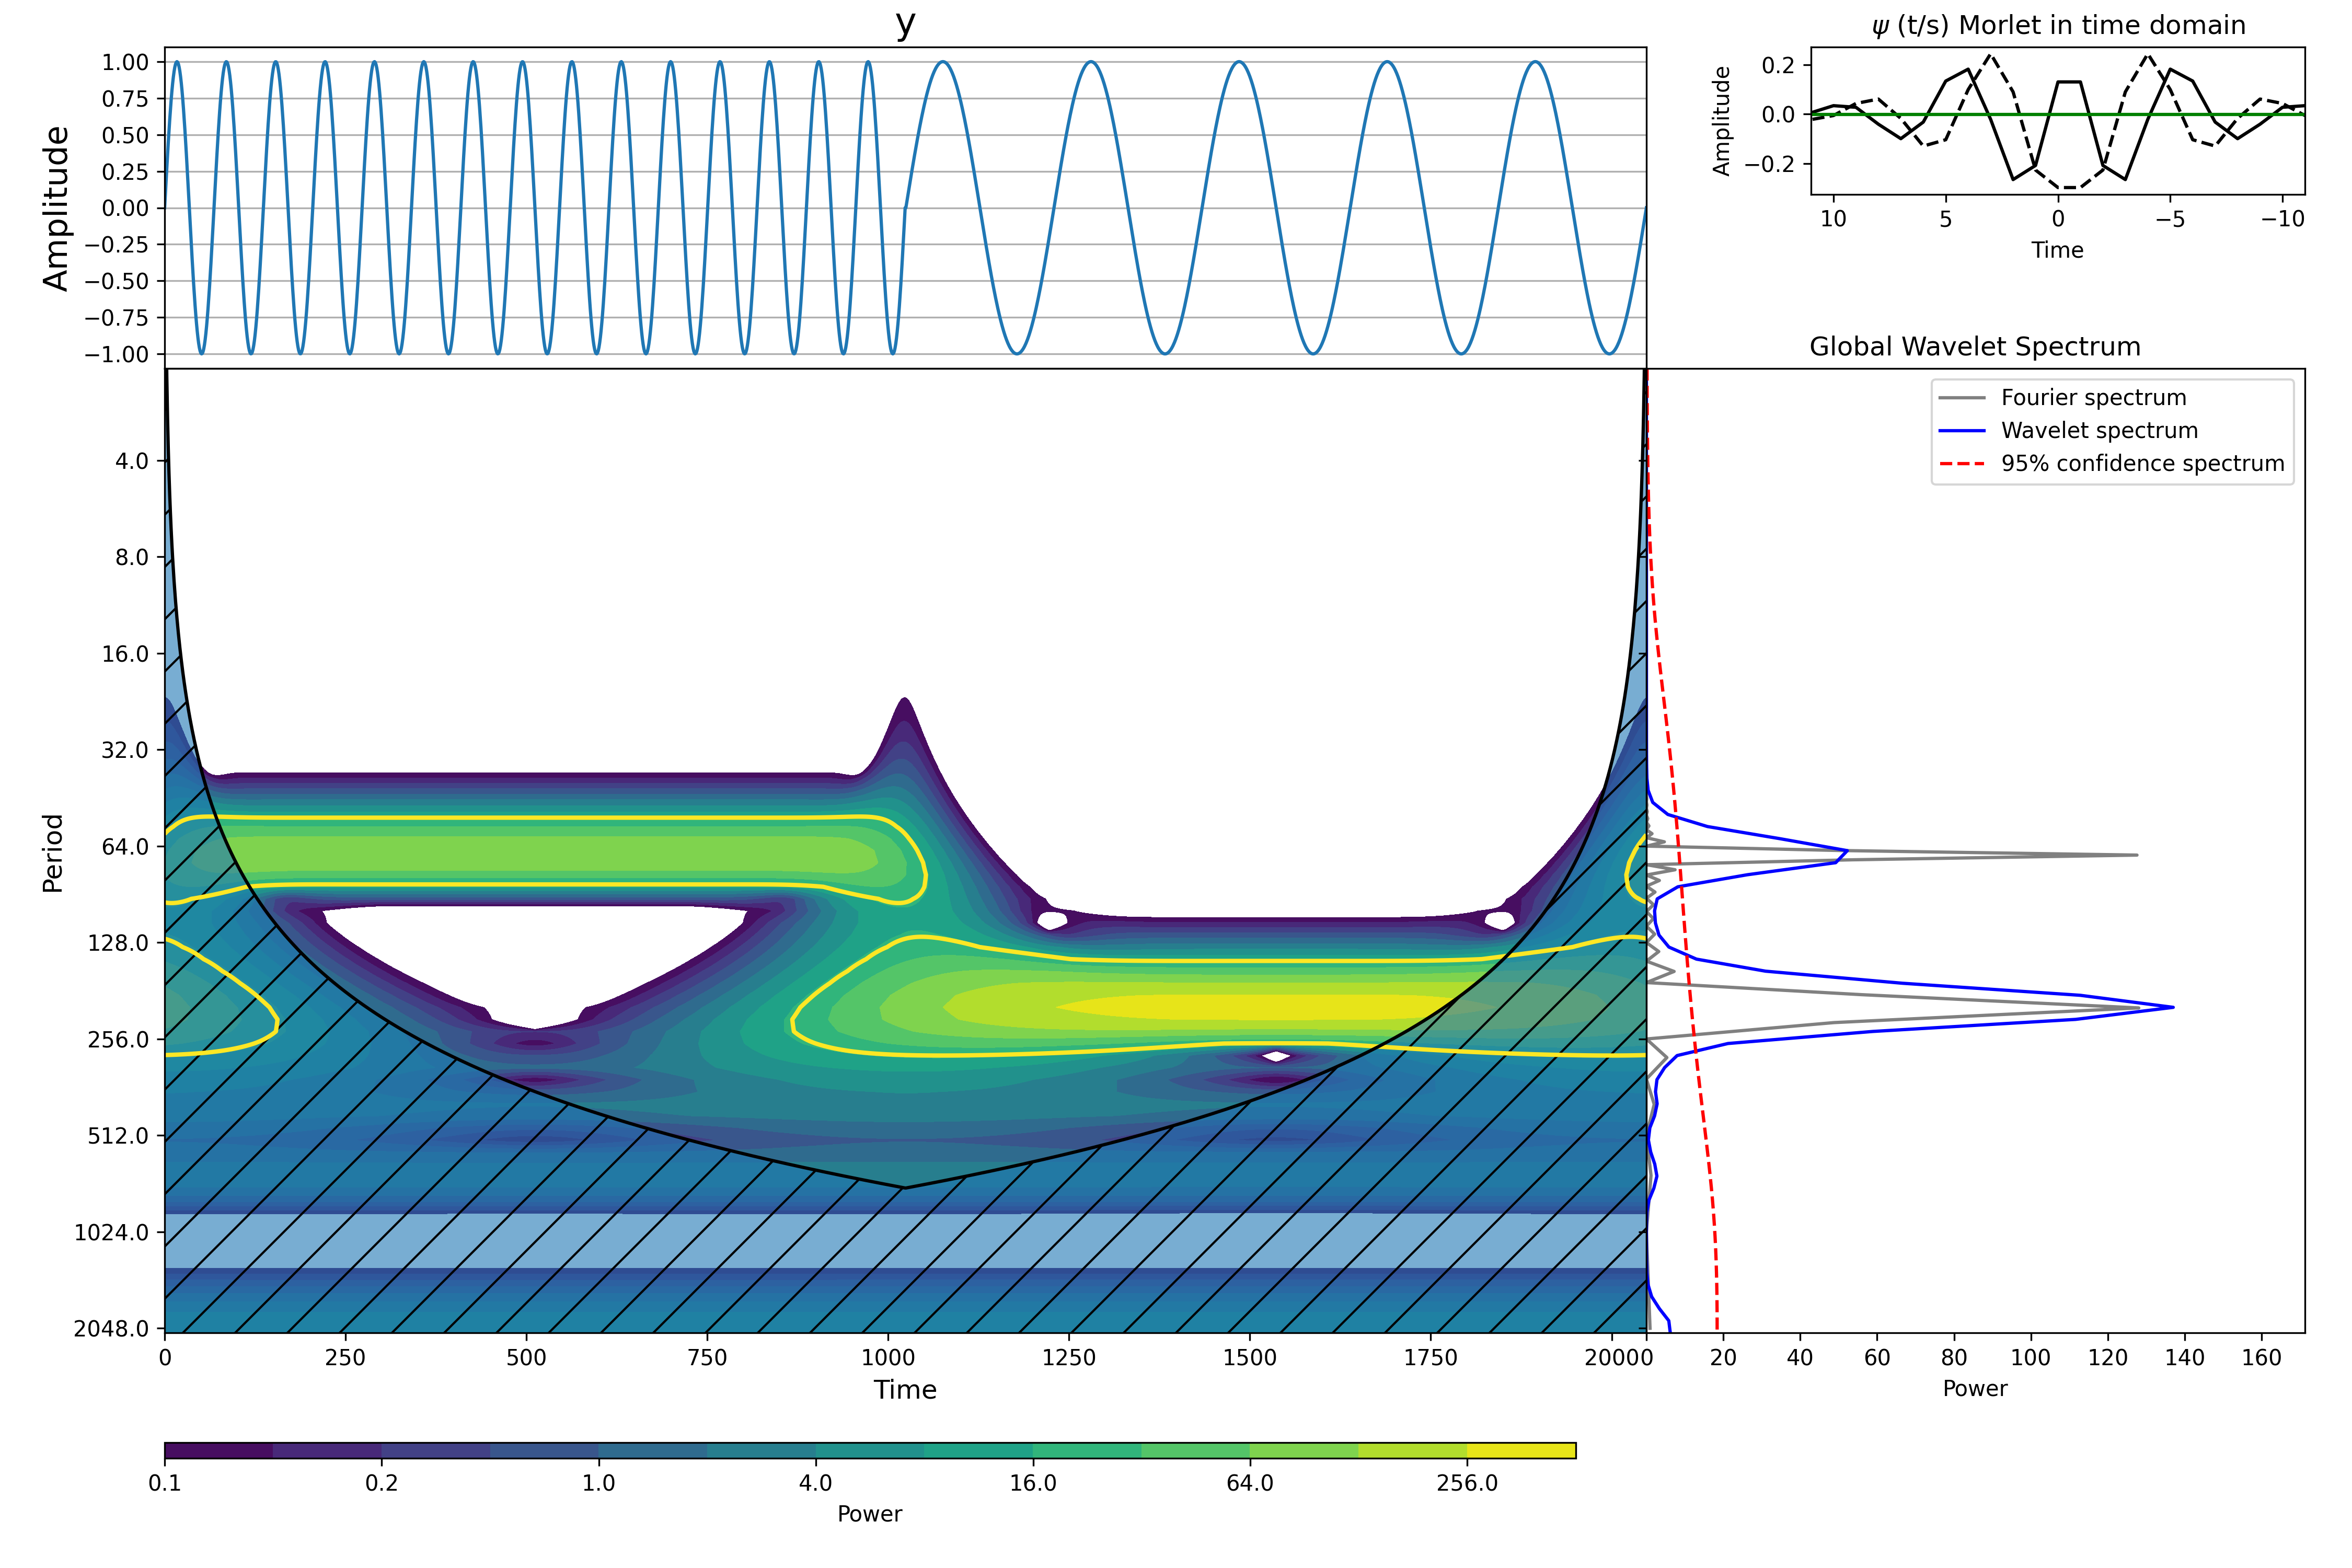 y
Amplitude
1.00
0.75
0.50
0.25
0.00
−0.25
−0.50
−0.75
−1.00
ψ (t/s) Morlet in time domain
Amplitude
0.2
0.0
−0.2
10 5 0 −5 −10
Time
Period
4.0
8.0
16.0
32.0
64.0
128.0
256.0
512.0
1024.0
2048.0
0 250 500 750 1000 1250 1500 1750 2000
Time
Global Wavelet Spectrum
Fourier spectrum
Wavelet spectrum
95% confidence spectrum
0 20 40 60 80 100 120 140 160
Power
0.1 0.2 1.0 4.0 16.0 64.0 256.0
Power